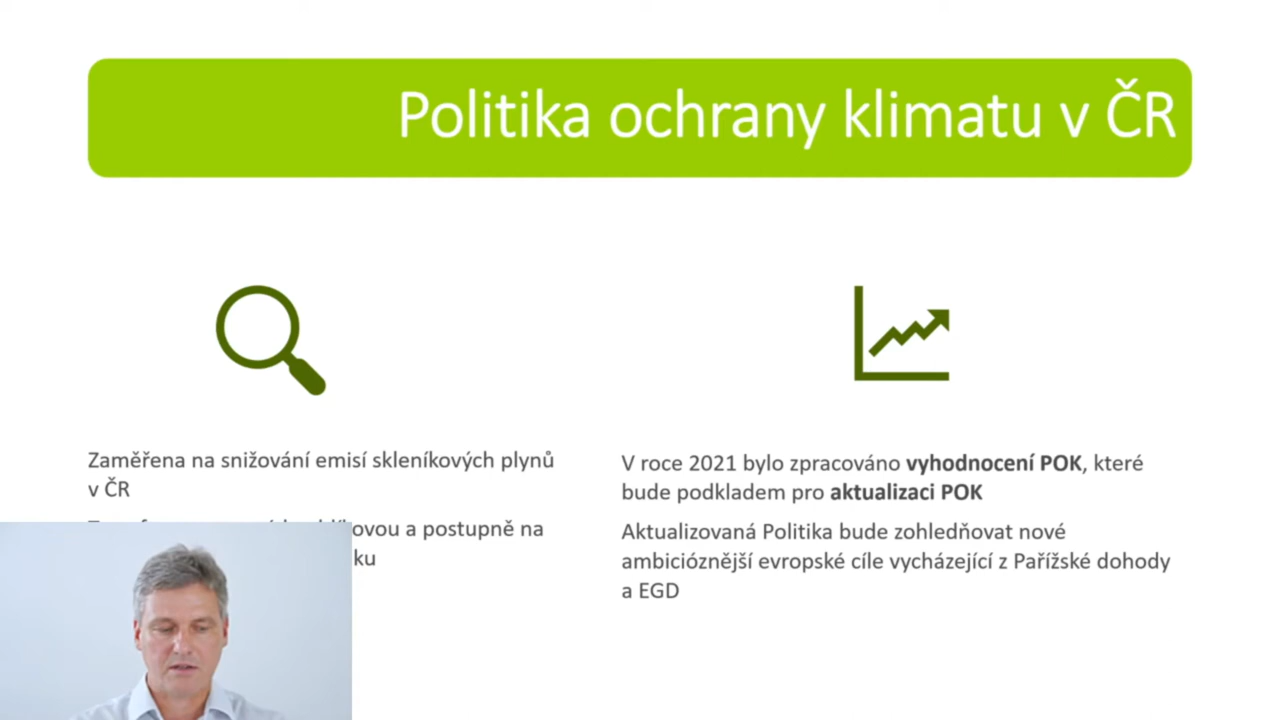 Politika ochrany klimatu v ČR
Zaměřena na snižování emisí skleníkových plynů
v ČR
a postupně na
V roce 2021 bylo zpracováno vyhodnocení POK, které
bude podkladem pro aktualizaci POK
Aktualizovaná Politika bude zohledňovat nové
ambicióznější evropské cíle vycházející z Pařížské dohody
a EGD